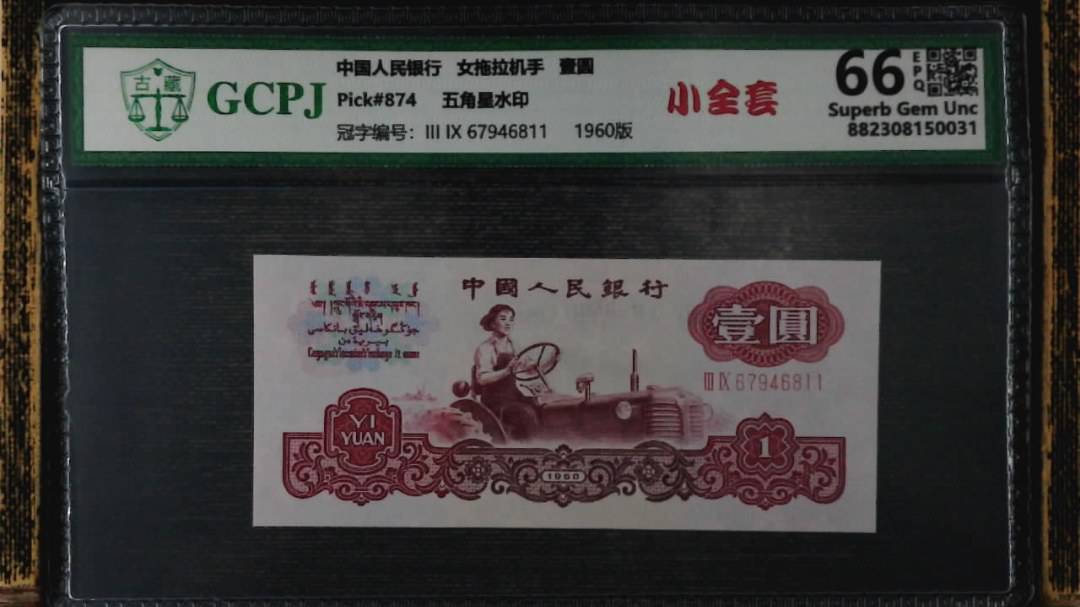 古藏
GCPJ
中国人民银行 女拖拉机手 壹圆
Pick#874 五角星水印
冠字编号: III IX 67946811 1960版
小全套
66 EPQ
Superb Gem Unc
882308150031
中國人民銀行
壹圓
III IX 67946811
YI
YUAN
1960
1